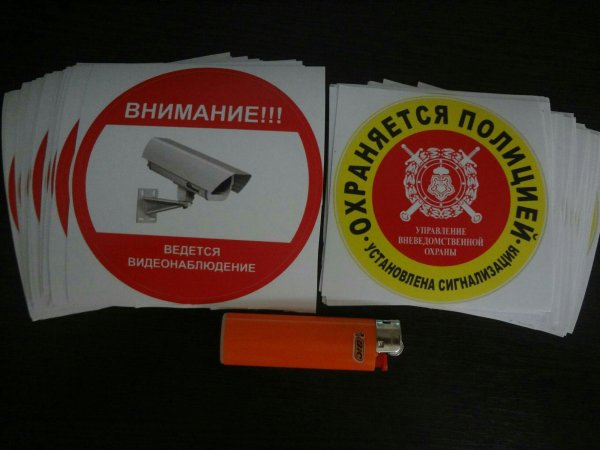 ВНИМАНИЕ!!!
ВЕДЕТСЯ
ВИДЕОНАБЛЮДЕНИЕ
ОХРАНЯЕТСЯ ПОЛИЦИЕЙ
УПРАВЛЕНИЕ
ВНЕВЕДОМСТВЕННОЙ
ОХРАНЫ
• УСТАНОВЛЕНА СИГНАЛИЗАЦИЯ •
BIC